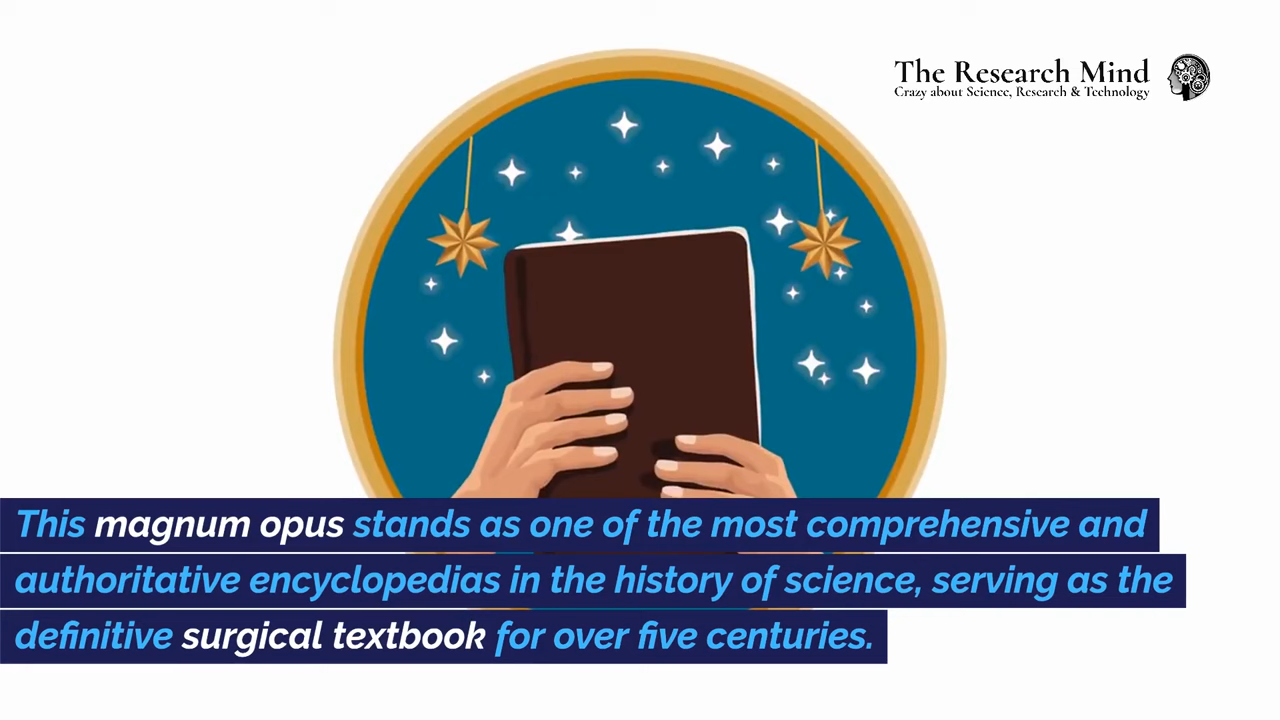 The Research Mind
Crazy about Science, Research & Technology
This magnum opus stands as one of the most comprehensive and
authoritative encyclopedias in the history of science, serving as the
definitive surgical textbook for over five centuries.